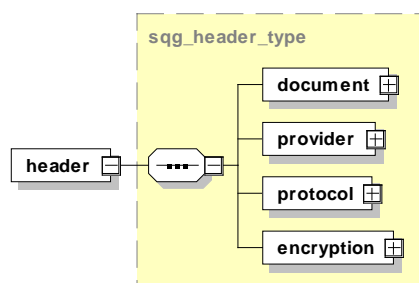 sqg_header_type
document
provider
header
protocol
encryption